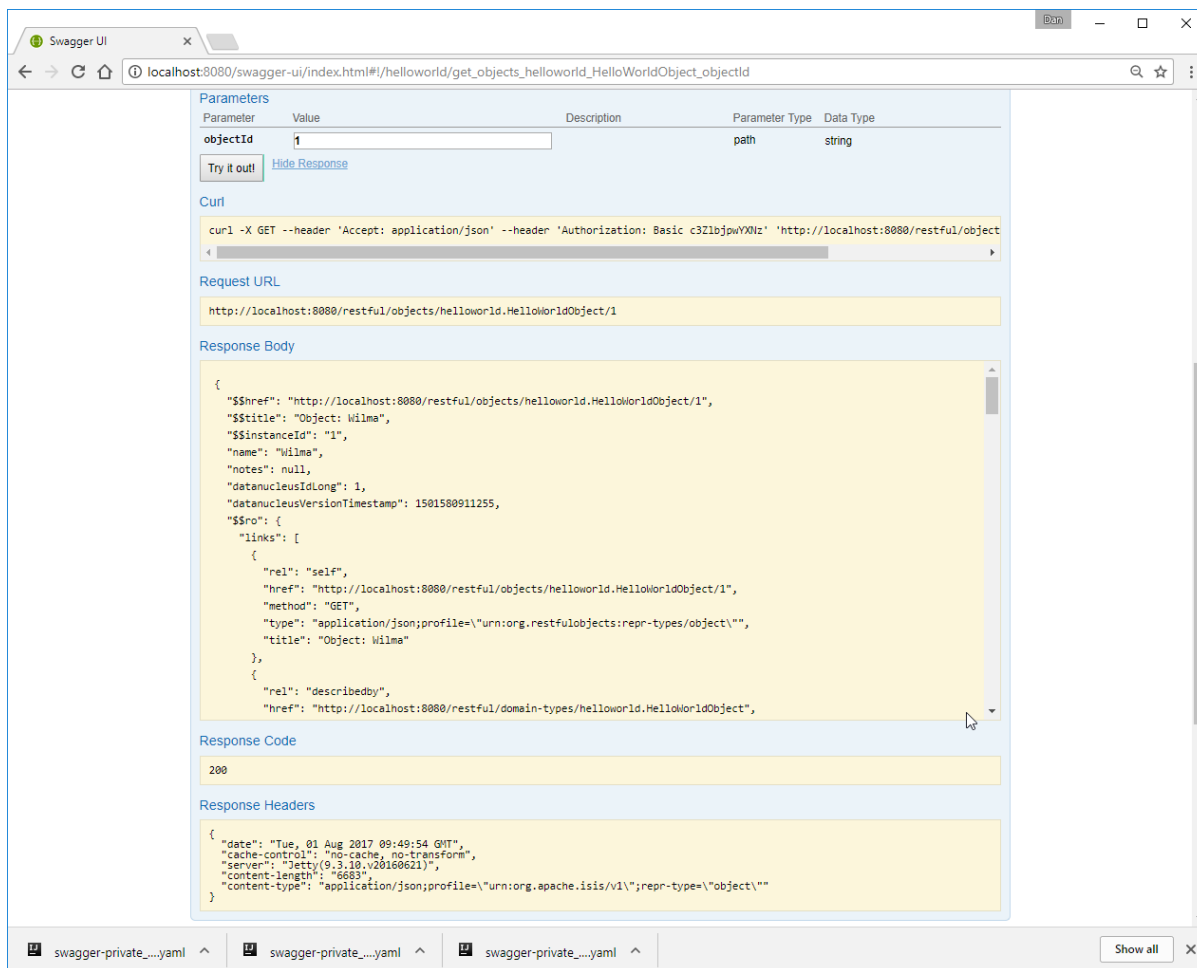 Dan
Swagger UI
localhost:8080/swagger-ui/index.html#!/helloworld/get_objects_helloworld_HelloWorldObject_objectId
Parameters
Parameter Value Description Parameter Type Data Type
objectId 1 path string
Try it out! Hide Response
Curl
curl -X GET --header 'Accept: application/json' --header 'Authorization: Basic c3ZlbjpwYXNz' 'http://localhost:8080/restful/object
Request URL
http://localhost:8080/restful/objects/helloworld.HelloWorldObject/1
Response Body
{
"$$href": "http://localhost:8080/restful/objects/helloworld.HelloWorldObject/1",
"$$title": "Object: Wilma",
"$$instanceId": "1",
"name": "Wilma",
"notes": null,
"datanucleusIdLong": 1,
"datanucleusVersionTimestamp": 1501580911255,
"$$ro": {
"links": [
{
"rel": "self",
"href": "http://localhost:8080/restful/objects/helloworld.HelloWorldObject/1",
"method": "GET",
"type": "application/json;profile=\"urn:org.restfulobjects:repr-types/object\"",
"title": "Object: Wilma"
},
{
"rel": "describedby",
"href": "http://localhost:8080/restful/domain-types/helloworld.HelloWorldObject",
Response Code
200
Response Headers
{
"date": "Tue, 01 Aug 2017 09:49:54 GMT",
"cache-control": "no-cache, no-transform",
"server": "Jetty(9.3.10.v20160621)",
"content-length": "6683",
"content-type": "application/json;profile=\"urn:org.apache.isis/v1\";repr-type=\"object\""
}
swagger-private_....yaml swagger-private_....yaml swagger-private_....yaml Show all